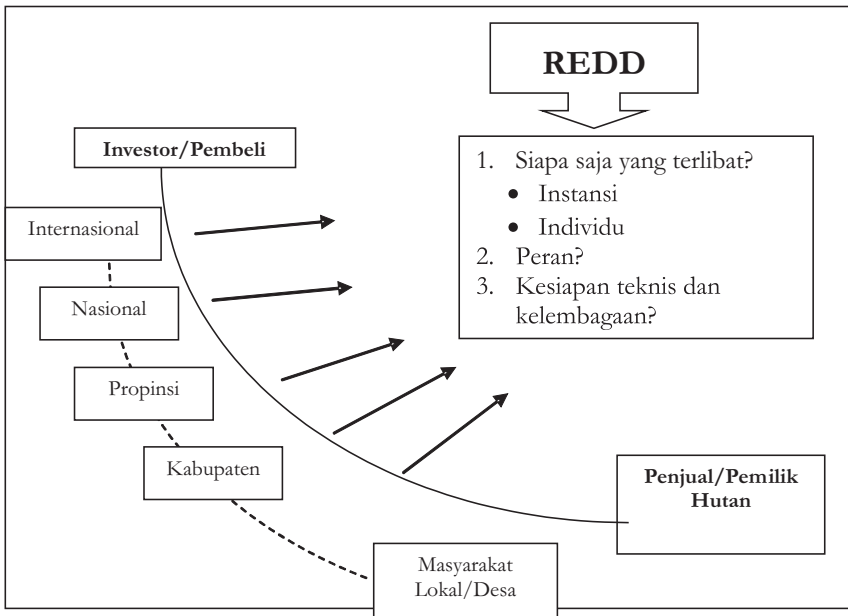 REDD
Investor/Pembeli
1. Siapa saja yang terlibat?
• Instansi
• Individu
2. Peran?
3. Kesiapan teknis dan
kelembagaan?
Internasional
Nasional
Propinsi
Kabupaten
Penjual/Pemilik
Hutan
Masyarakat
Lokal/Desa